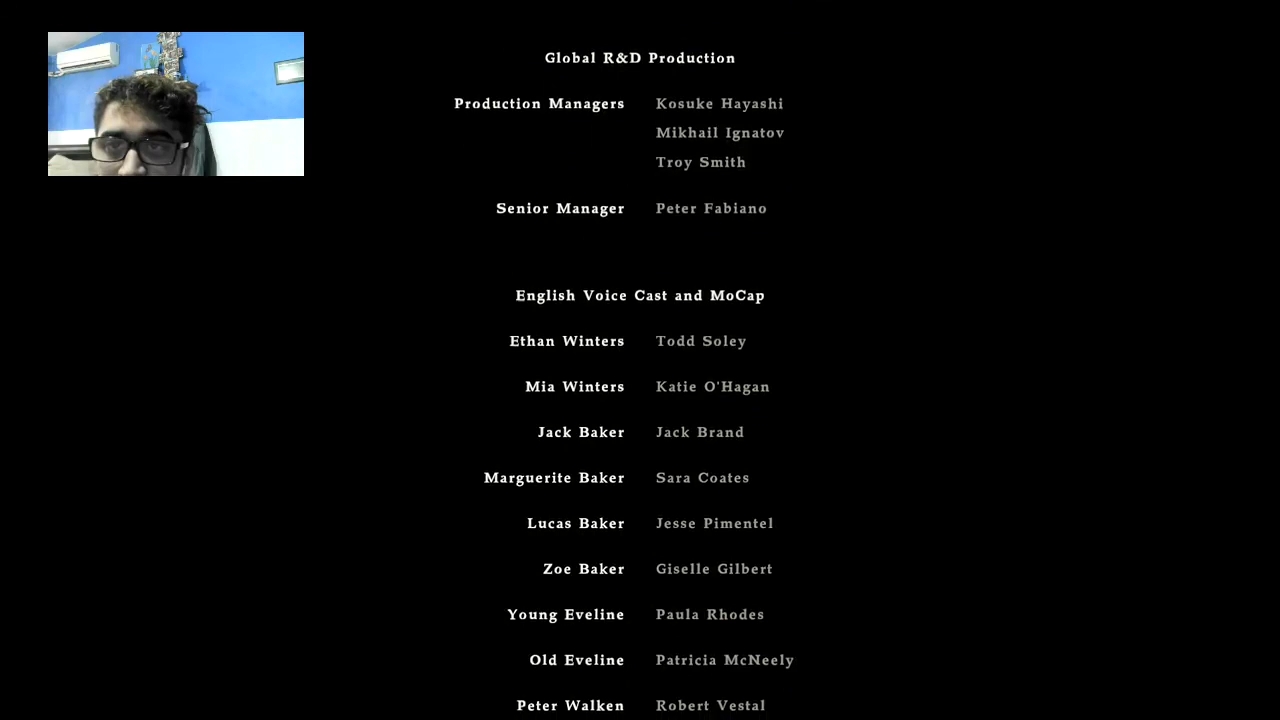 Global R&D Production
Production Managers Kosuke Hayashi
Mikhail Ignatov
Troy Smith
Senior Manager Peter Fabiano
English Voice Cast and MoCap
Ethan Winters Todd Soley
Mia Winters Katie O'Hagan
Jack Baker Jack Brand
Marguerite Baker Sara Coates
Lucas Baker Jesse Pimentel
Zoe Baker Giselle Gilbert
Young Eveline Paula Rhodes
Old Eveline Patricia McNeely
Peter Walken Robert Vestal